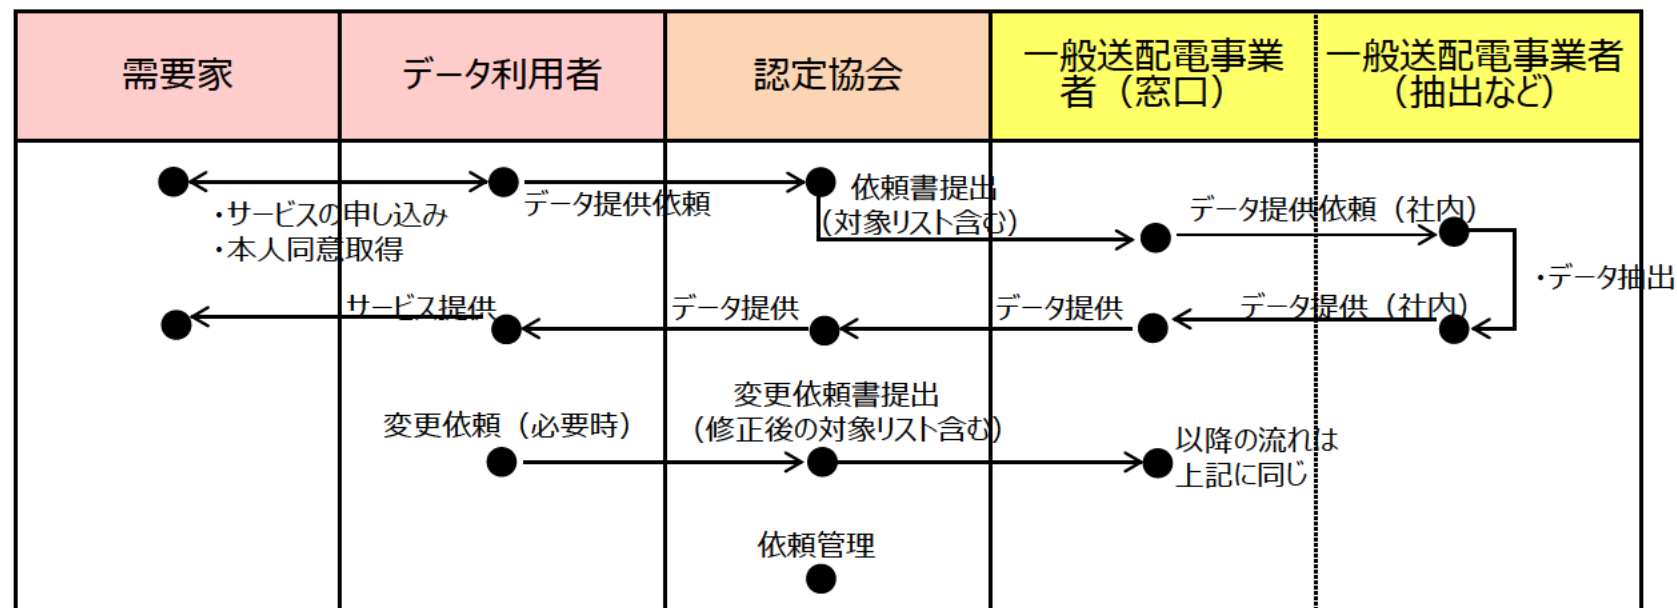 需要家
データ利用者
認定協会
一般送配電事業
者（窓口）
一般送配電事業者
（抽出など）
・サービスの申し込み
・本人同意取得
データ提供依頼
依頼書提出
（対象リスト含む）
データ提供依頼（社内）
・データ抽出
サービス提供
データ提供
データ提供
データ提供（社内）
変更依頼（必要時）
変更依頼書提出
（修正後の対象リスト含む）
以降の流れは
上記に同じ
依頼管理